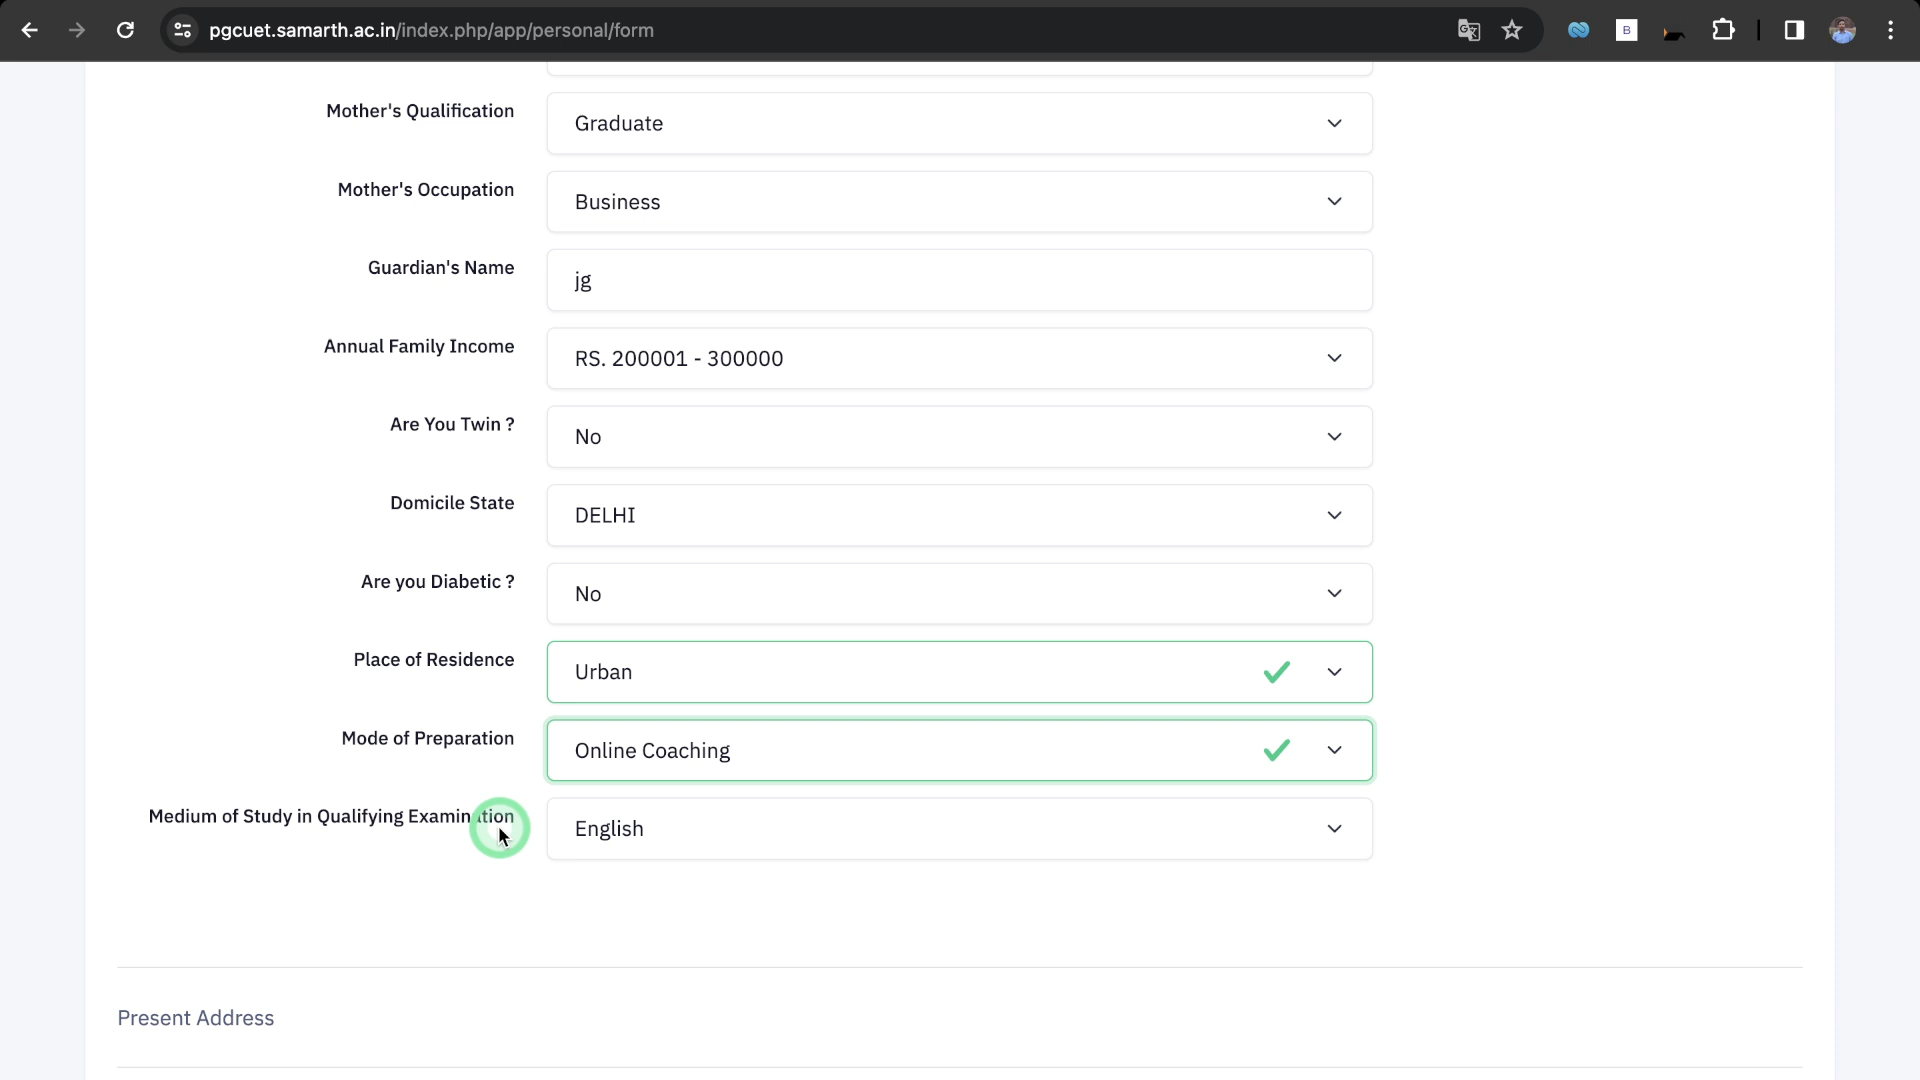 pgcuet.samarth.ac.in/index.php/app/personal/form
B
Mother's Qualification
Graduate
Mother's Occupation
Business
Guardian's Name
jg
Annual Family Income
RS. 200001 - 300000
Are You Twin ?
No
Domicile State
DELHI
Are you Diabetic ?
No
Place of Residence
Urban
Mode of Preparation
Online Coaching
Medium of Study in Qualifying Examination
English
Present Address